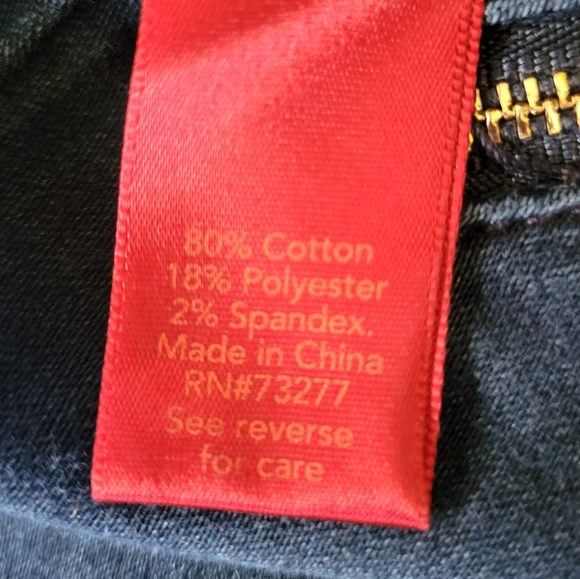 80% Cotton
18% Polyester
2% Spandex.
Made in China
RN#73277
See reverse
for care